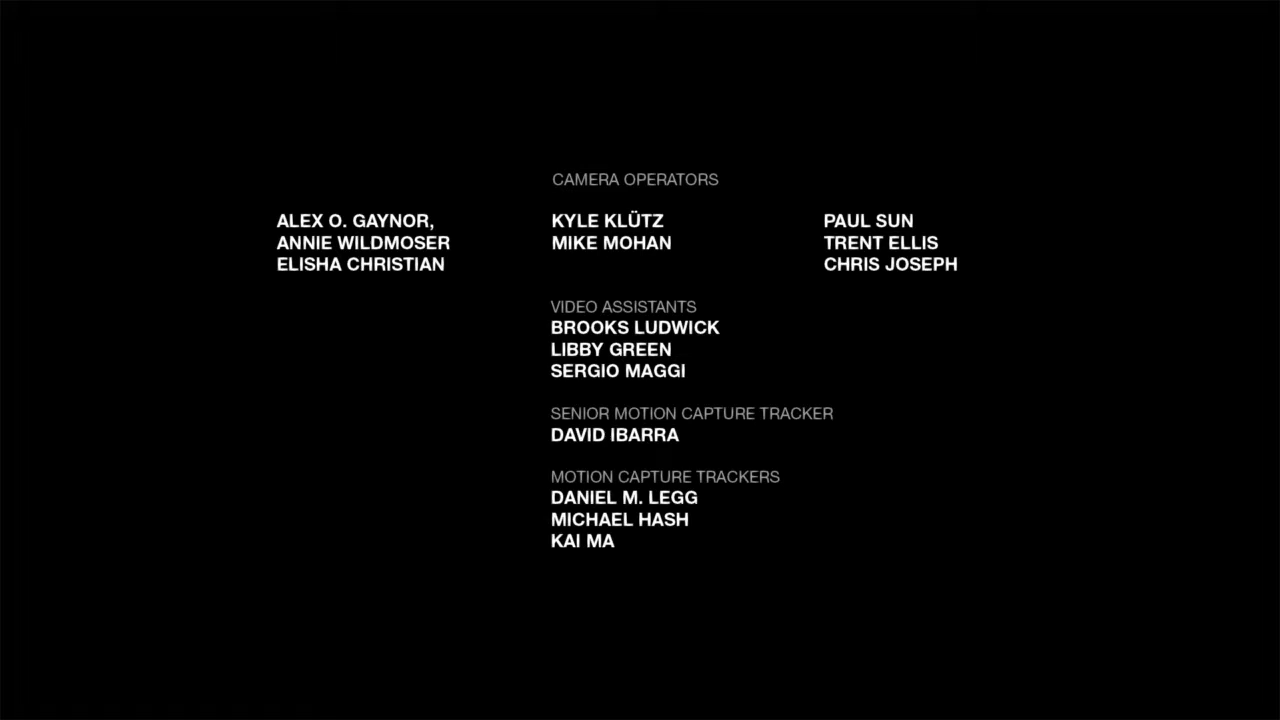 CAMERA OPERATORS
ALEX O. GAYNOR,
ANNIE WILDMOSER
ELISHA CHRISTIAN
KYLE KLÜTZ
MIKE MOHAN
PAUL SUN
TRENT ELLIS
CHRIS JOSEPH
VIDEO ASSISTANTS
BROOKS LUDWICK
LIBBY GREEN
SERGIO MAGGI
SENIOR MOTION CAPTURE TRACKER
DAVID IBARRA
MOTION CAPTURE TRACKERS
DANIEL M. LEGG
MICHAEL HASH
KAI MA